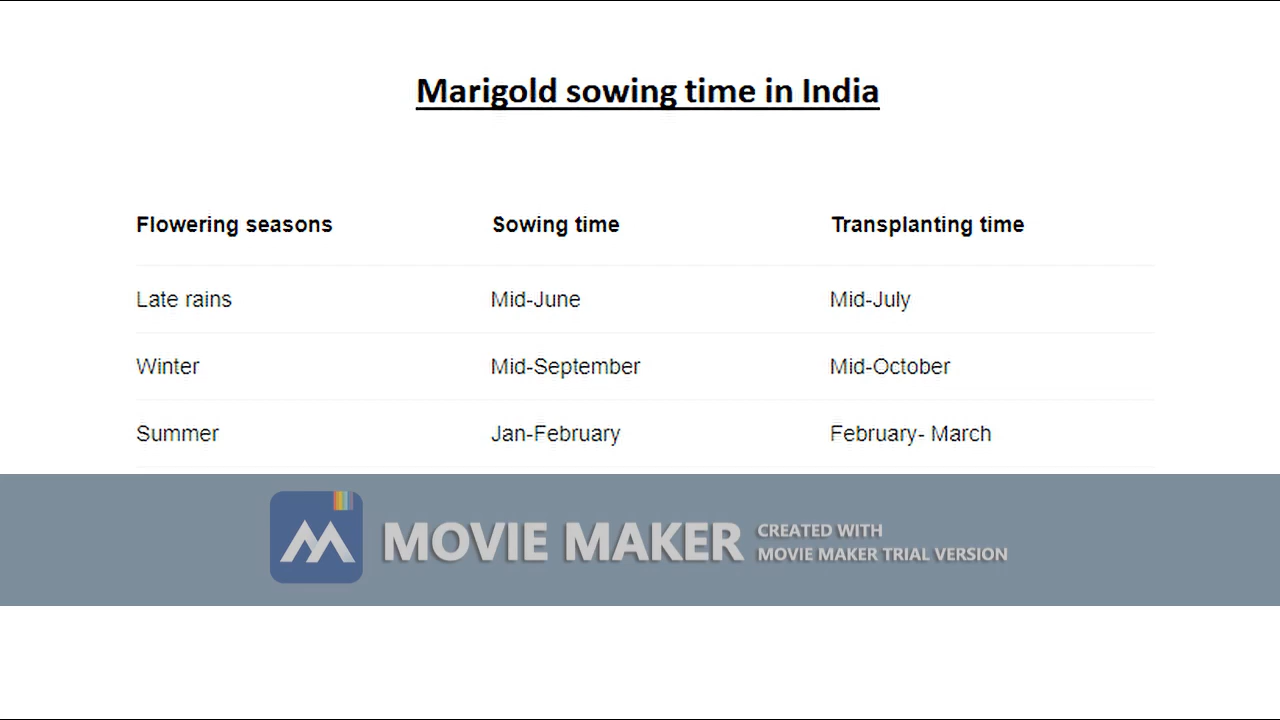 Marigold sowing time in India
Flowering seasons Sowing time Transplanting time
Late rains Mid-June Mid-July
Winter Mid-September Mid-October
Summer Jan-February February- March
MOVIE MAKER CREATED WITH
MOVIE MAKER TRIAL VERSION